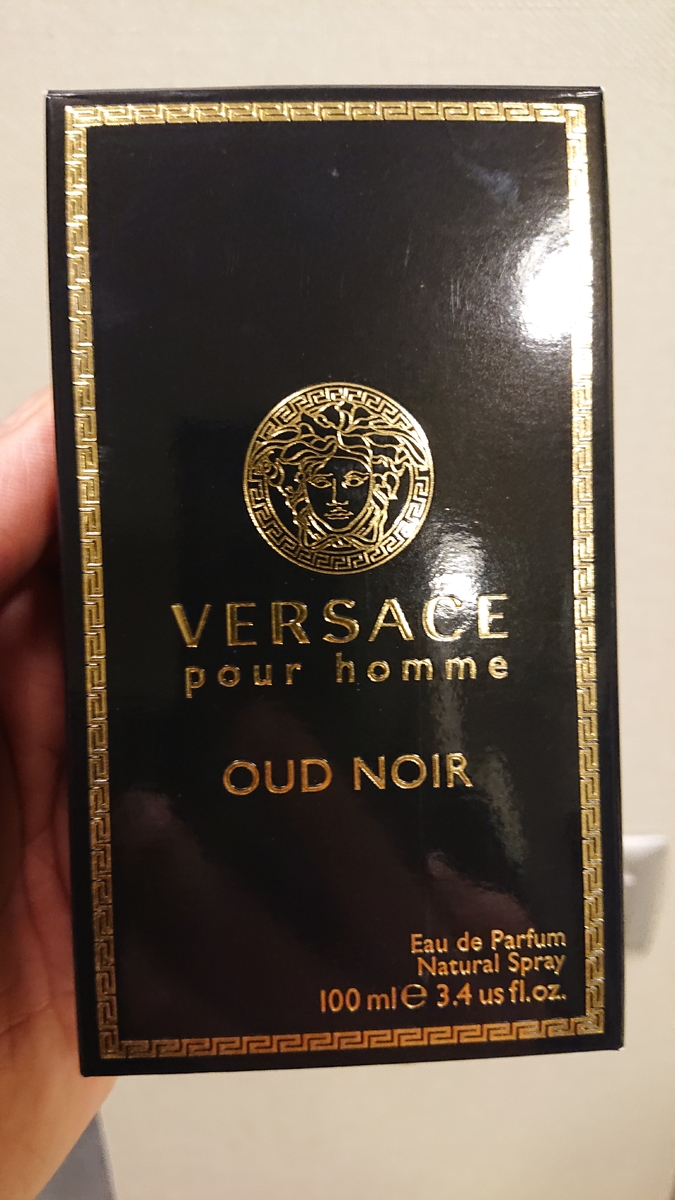 VERSACE
pour homme
OUD NOIR
Eau de Parfum
Natural Spray
100 ml ℮ 3.4 us fl.oz.